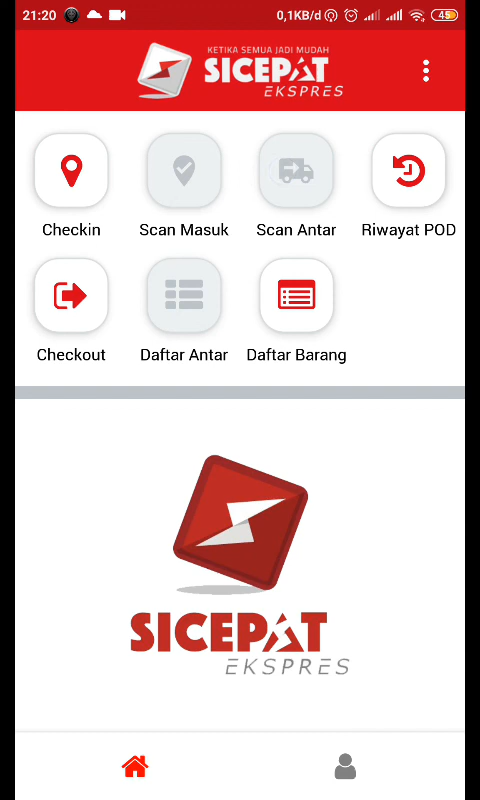 21:20
0,1KB/d
45
KETIKA SEMUA JADI MUDAH
SICEPAT
EKSPRES
Checkin
Scan Masuk
Scan Antar
Riwayat POD
Checkout
Daftar Antar
Daftar Barang
SICEPAT
EKSPRES